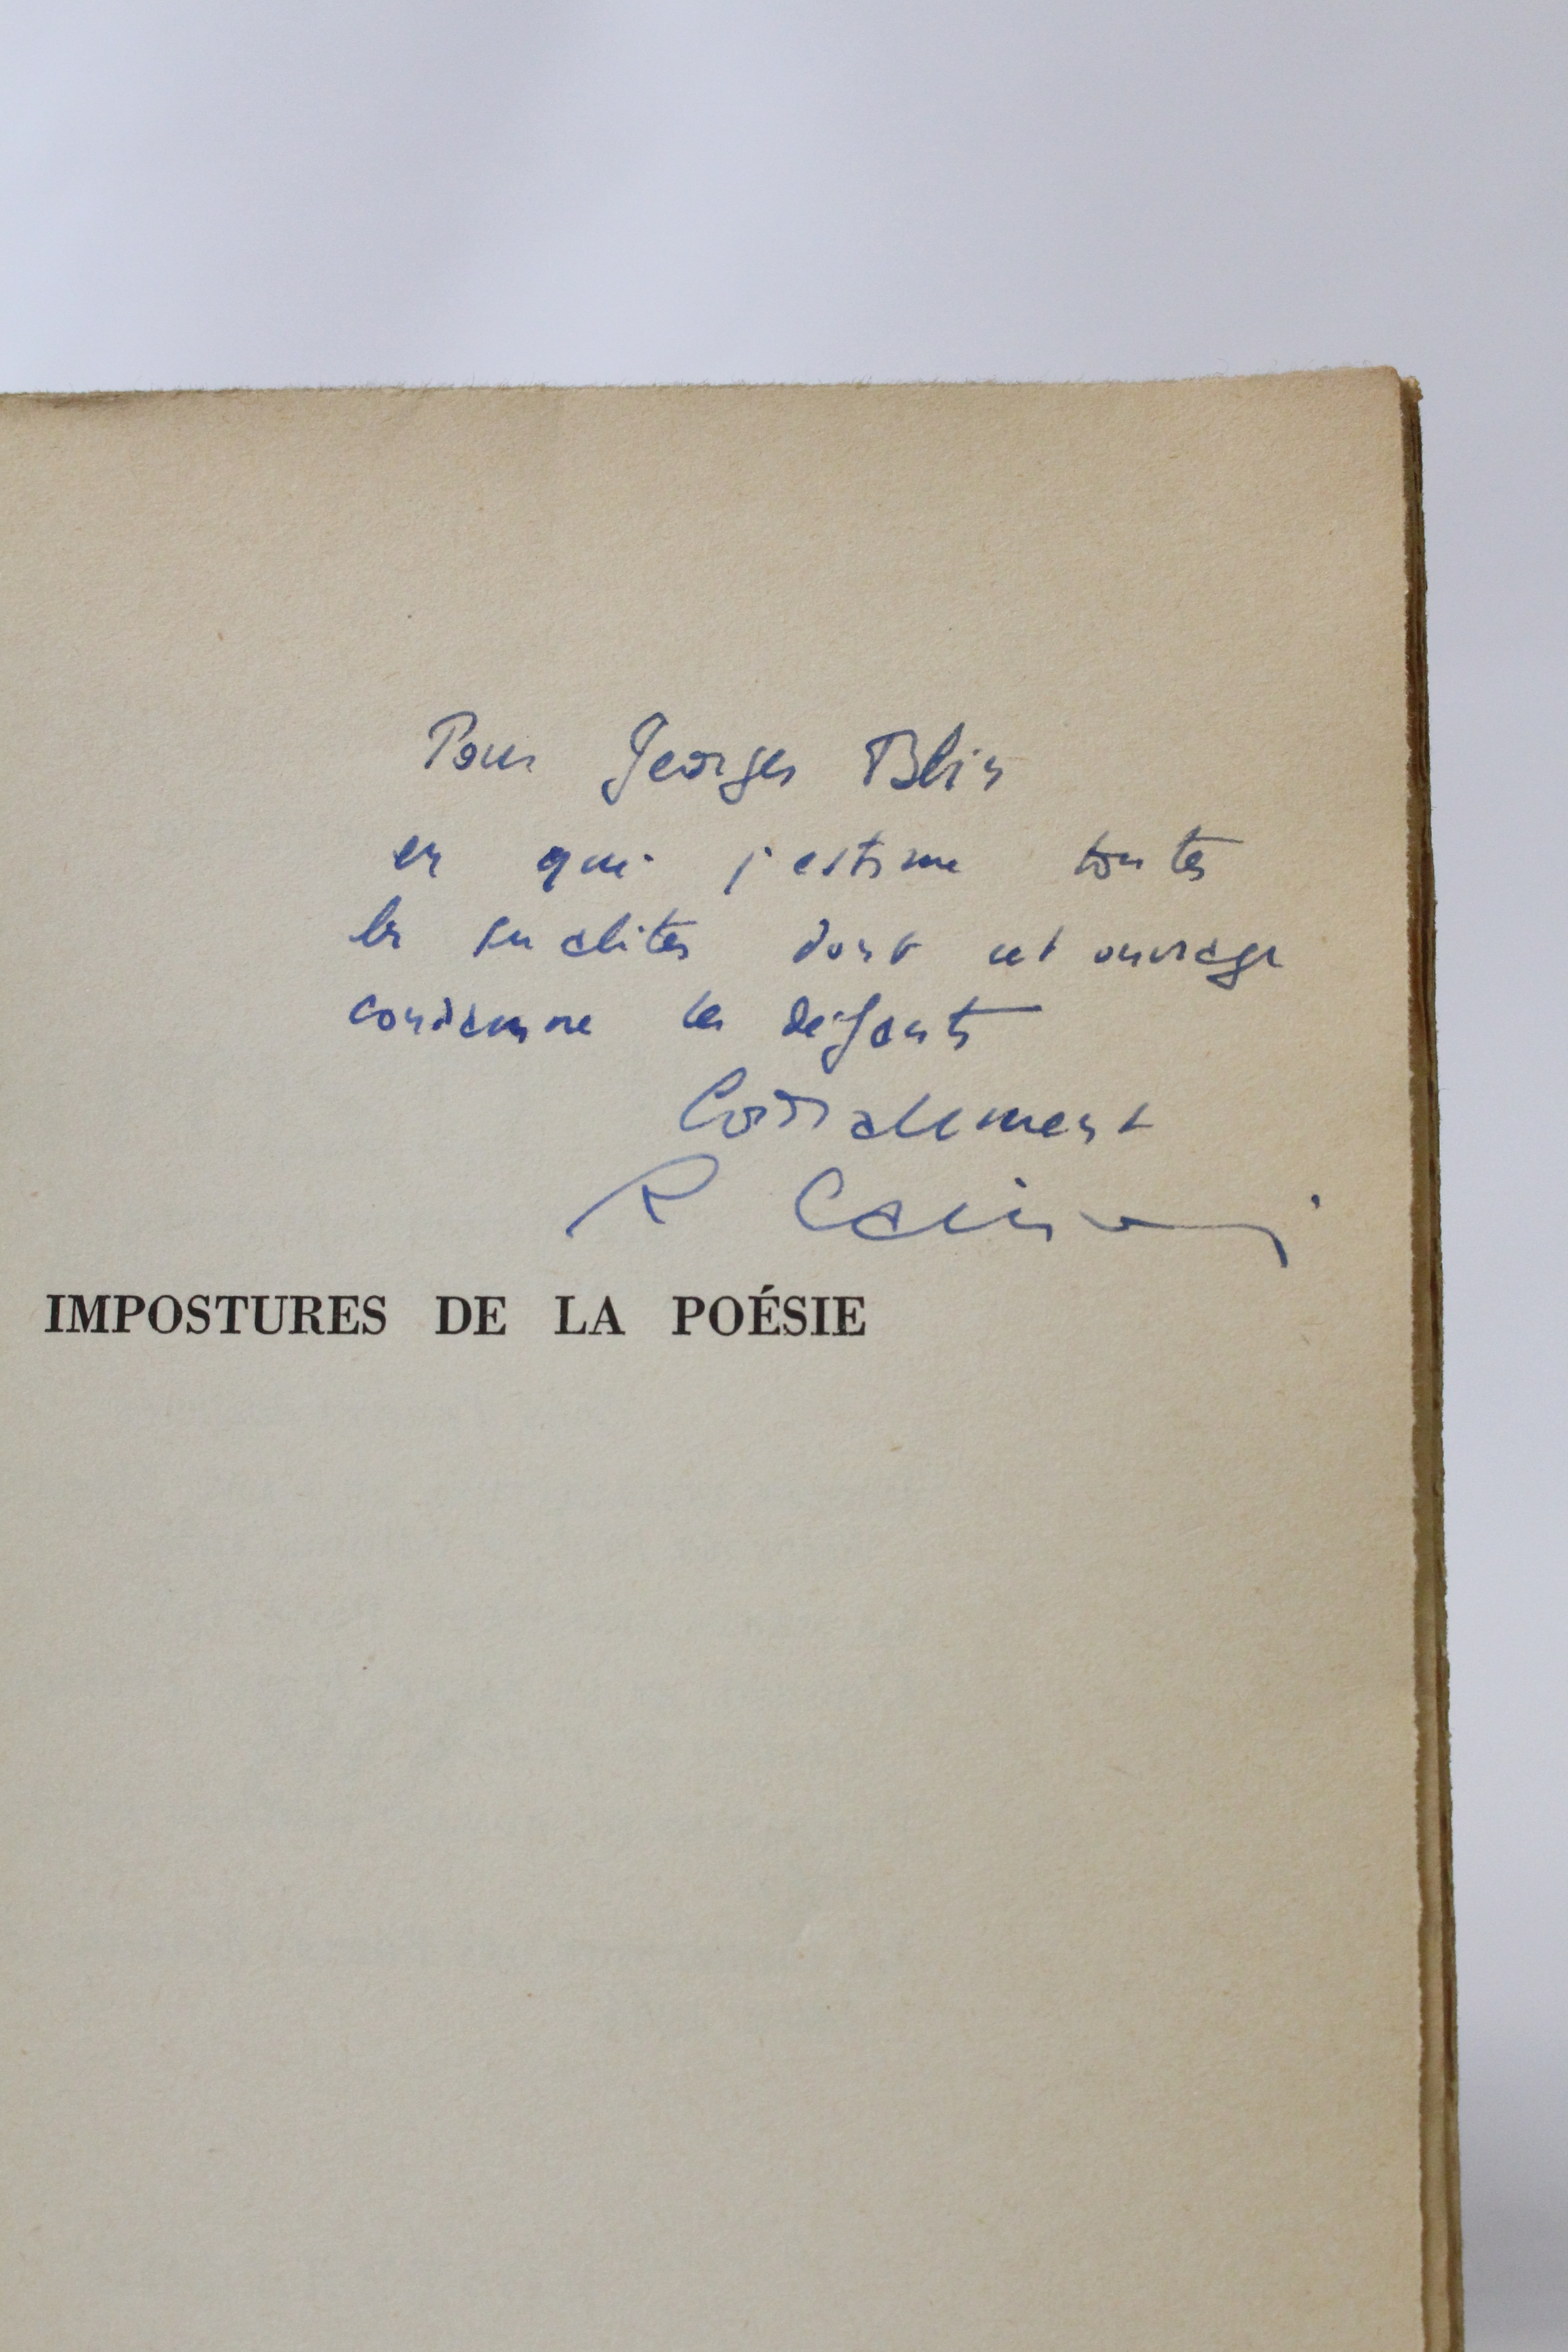 Pour Georges Blin
en qui j'estime toutes
les qualités dont cet ouvrage
condamne les défauts
Cordialement
R Caillois
IMPOSTURES DE LA POÉSIE